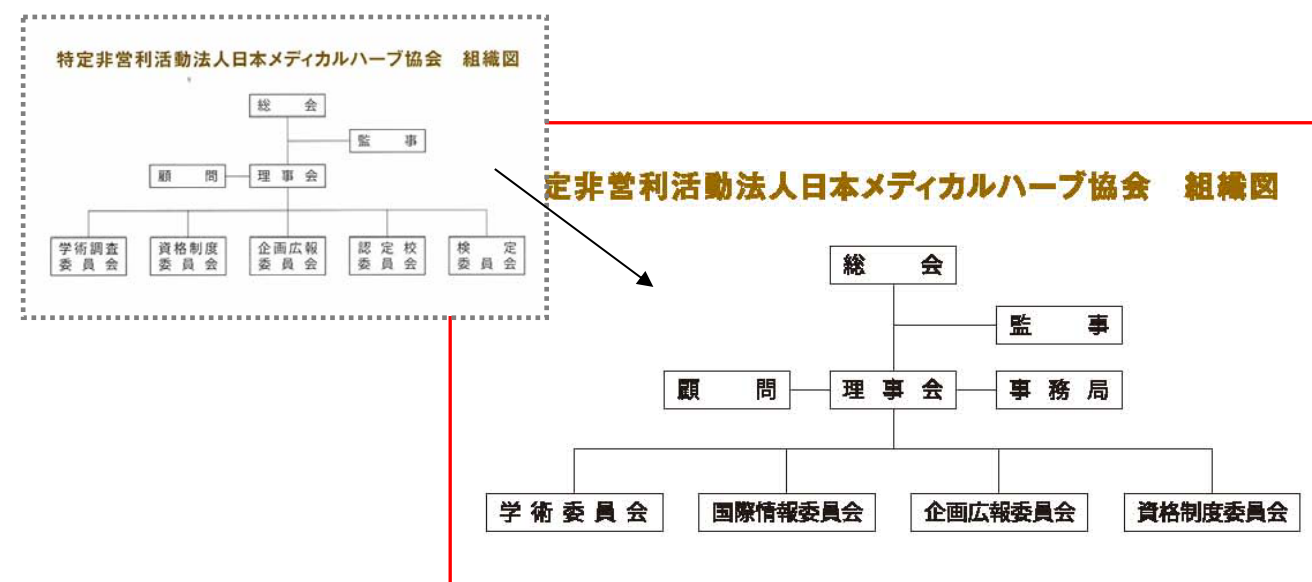 特定非営利活動法人日本メディカルハーブ協会　組織図
総　会
監　事
顧　問
理 事 会
学術調査
委 員 会
資格制度
委 員 会
企画広報
委 員 会
認 定 校
委 員 会
検　定
委 員 会
定非営利活動法人日本メディカルハーブ協会　組織図
総　会
監　事
顧　問
理 事 会
事 務 局
学 術 委 員 会
国際情報委員会
企画広報委員会
資格制度委員会